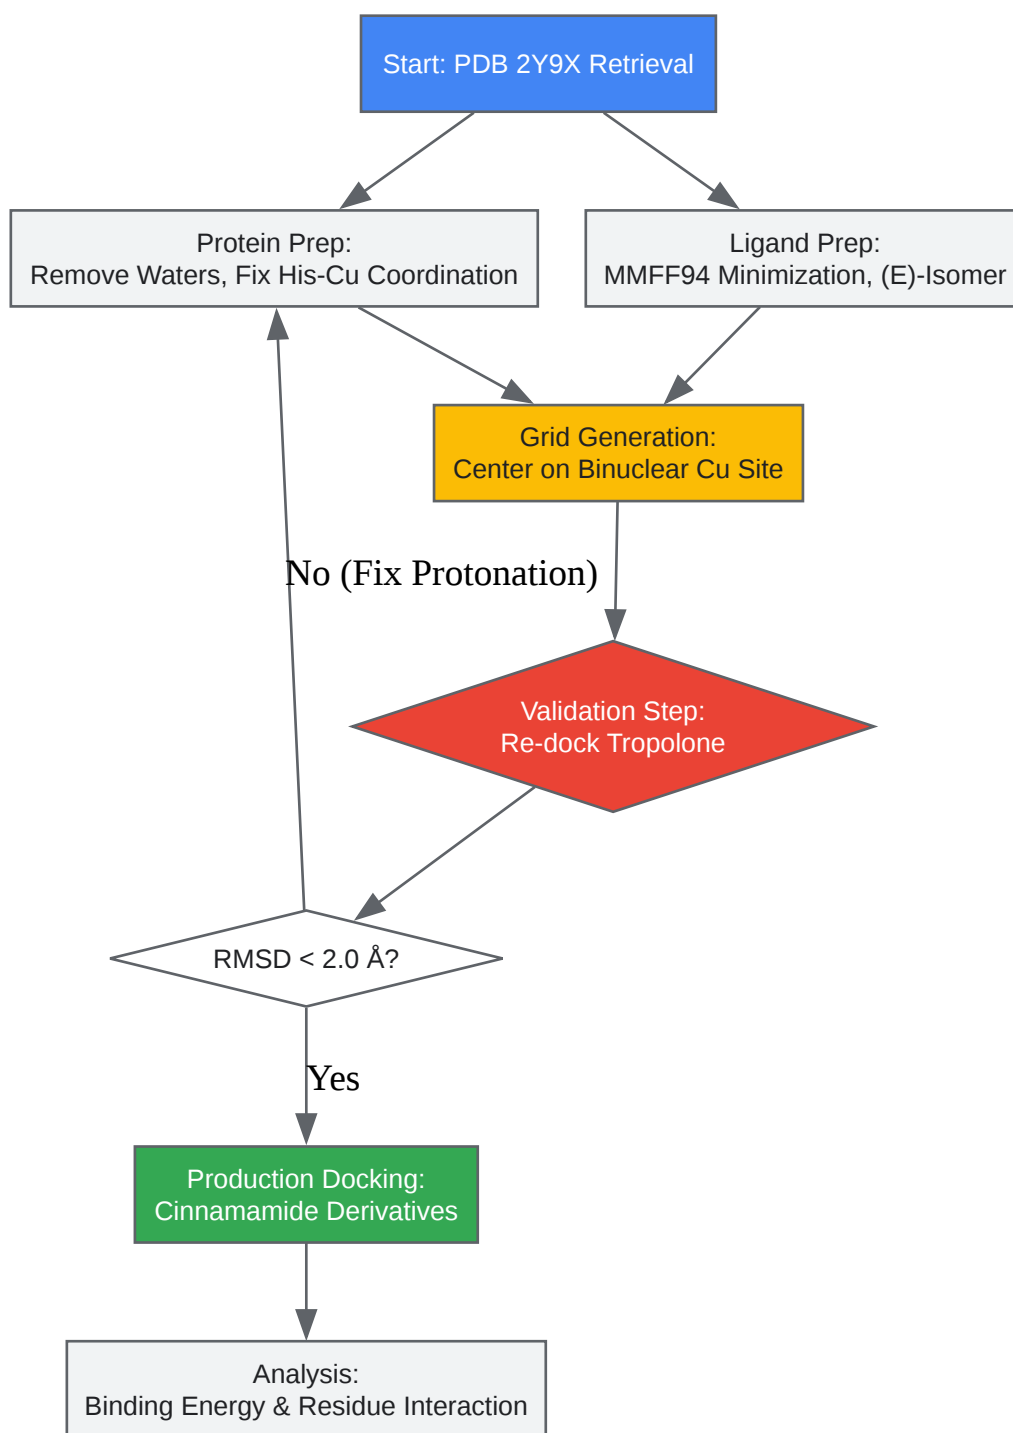 Start: PDB 2Y9X Retrieval
Protein Prep:
Remove Waters, Fix His-Cu Coordination
Ligand Prep:
MMFF94 Minimization, (E)-Isomer
Grid Generation:
Center on Binuclear Cu Site
No (Fix Protonation)
Validation Step:
Re-dock Tropolone
RMSD < 2.0 Å?
Yes
Production Docking:
Cinnamamide Derivatives
Analysis:
Binding Energy & Residue Interaction